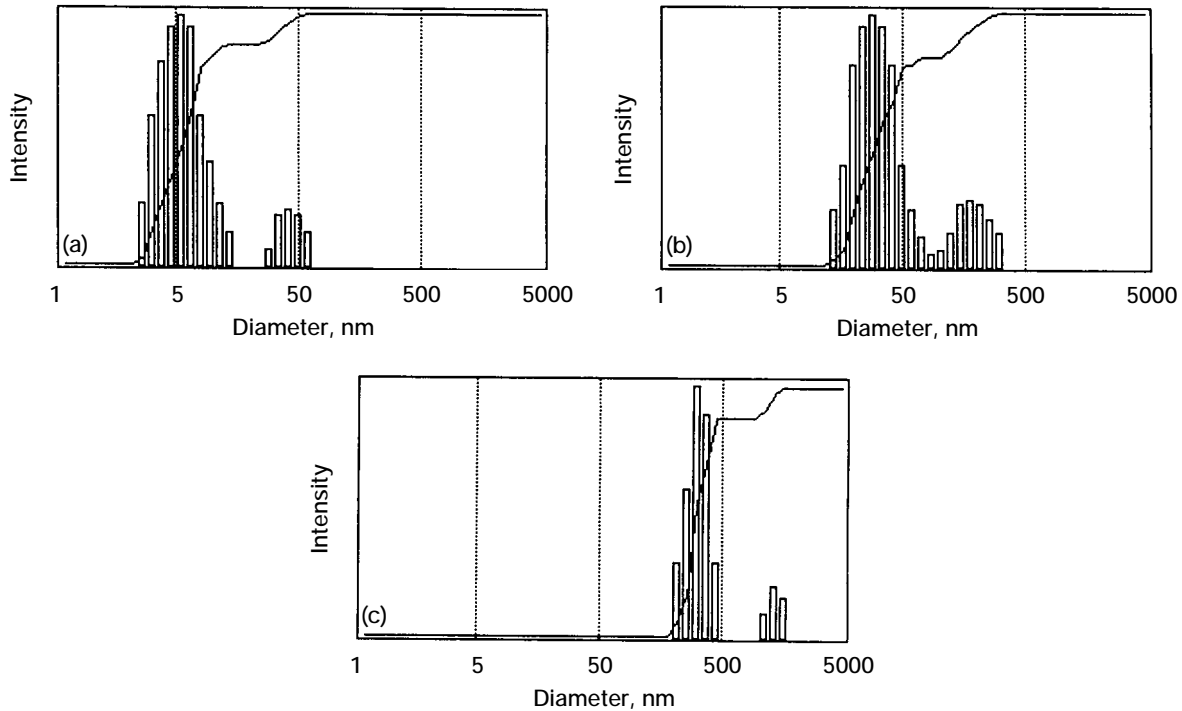 Intensity
(a)
1 5 50 500 5000
Diameter, nm
Intensity
(b)
1 5 50 500 5000
Diameter, nm
Intensity
(c)
1 5 50 500 5000
Diameter, nm